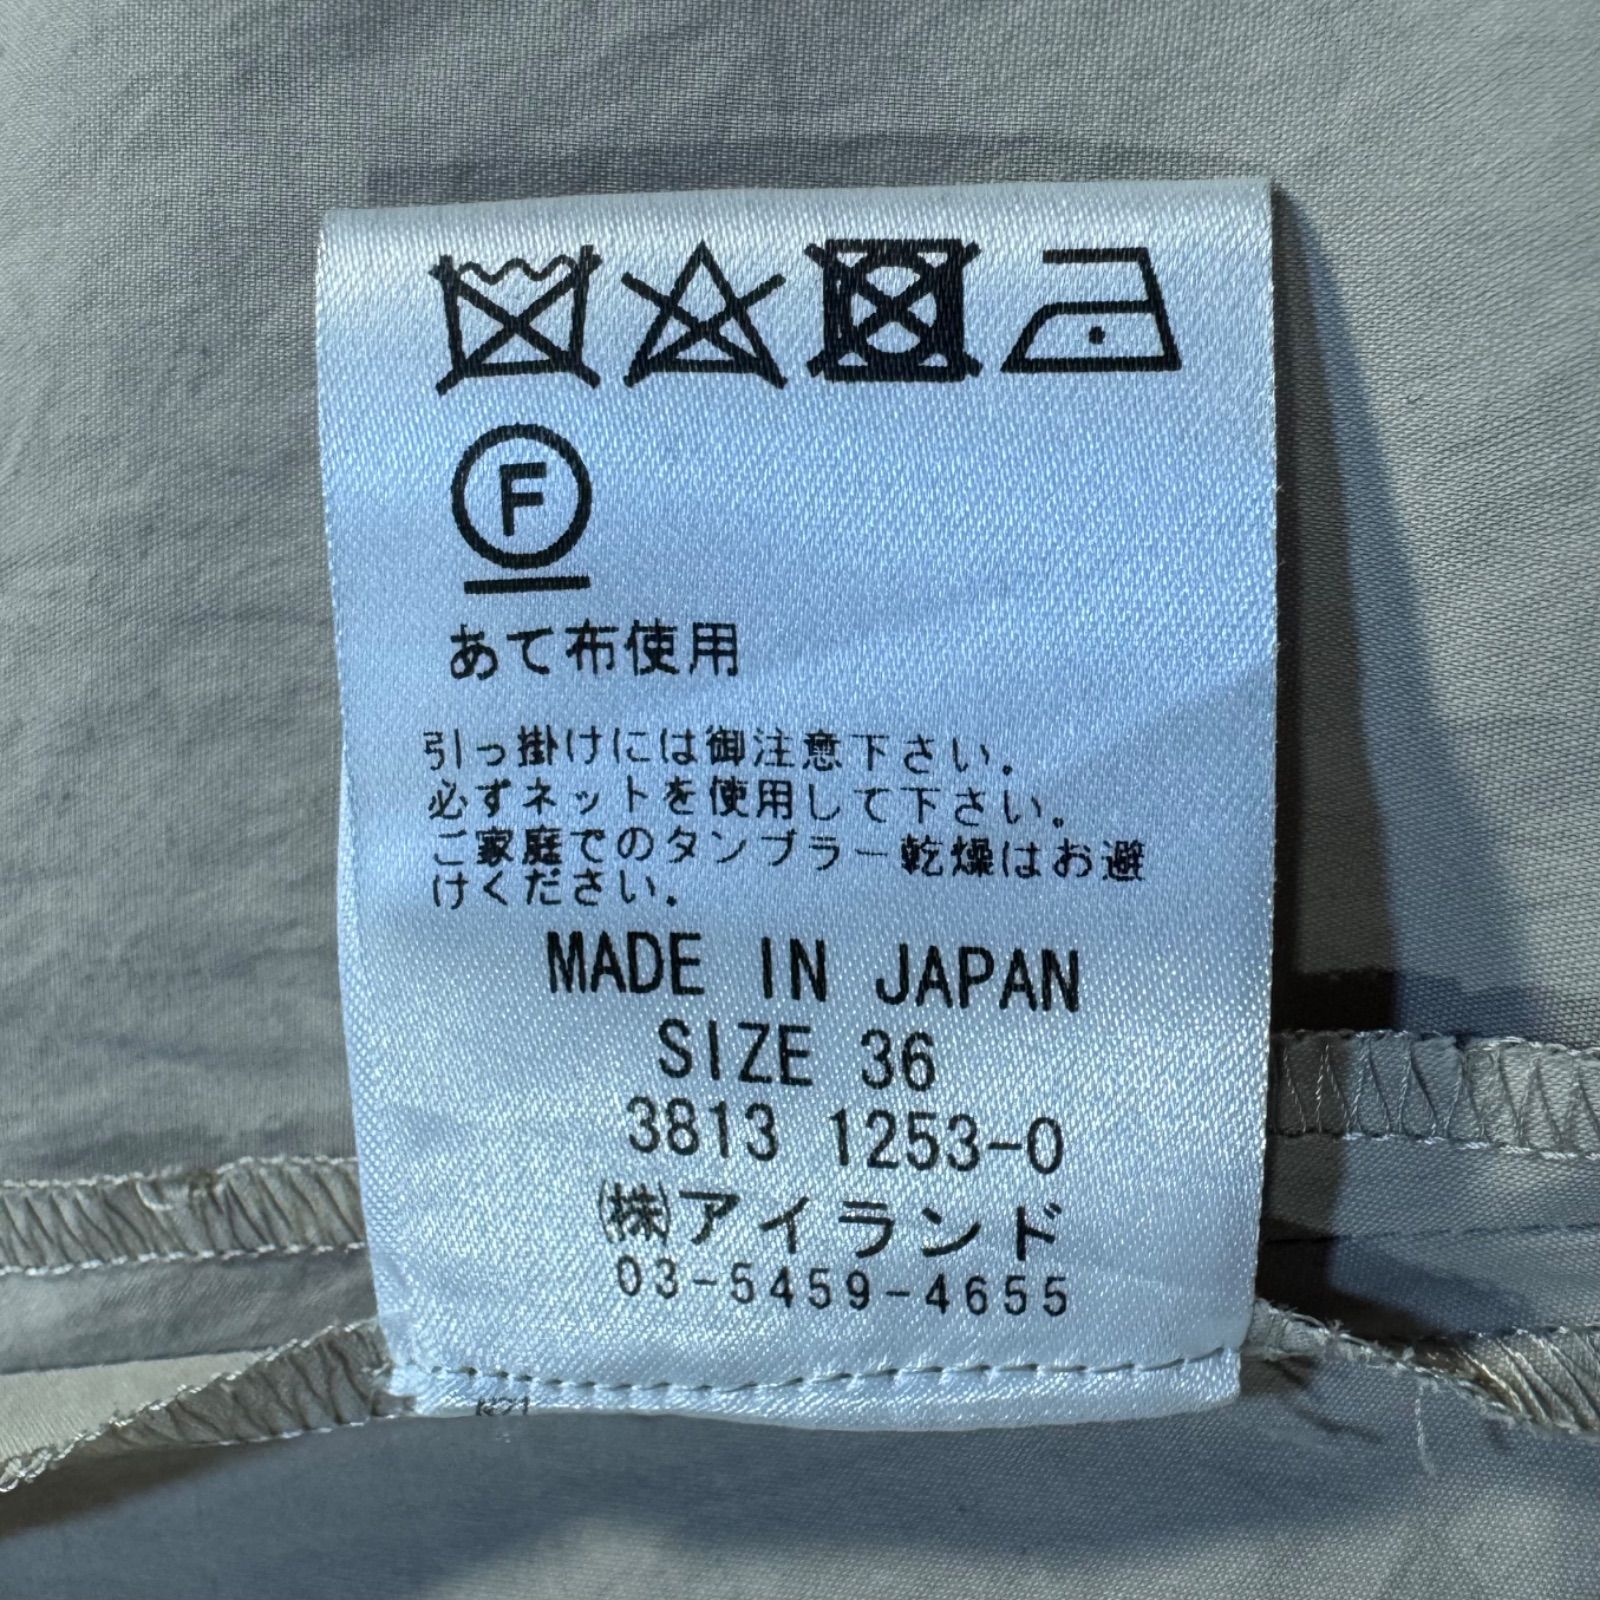 F
あて布使用
引っ掛けには御注意下さい.
必ずネットを使用して下さい。
ご家庭でのタンブラー乾燥はお避
けください.
MADE IN JAPAN
SIZE 36
3813 1253-0
㈱アイランド
03-5459-4655